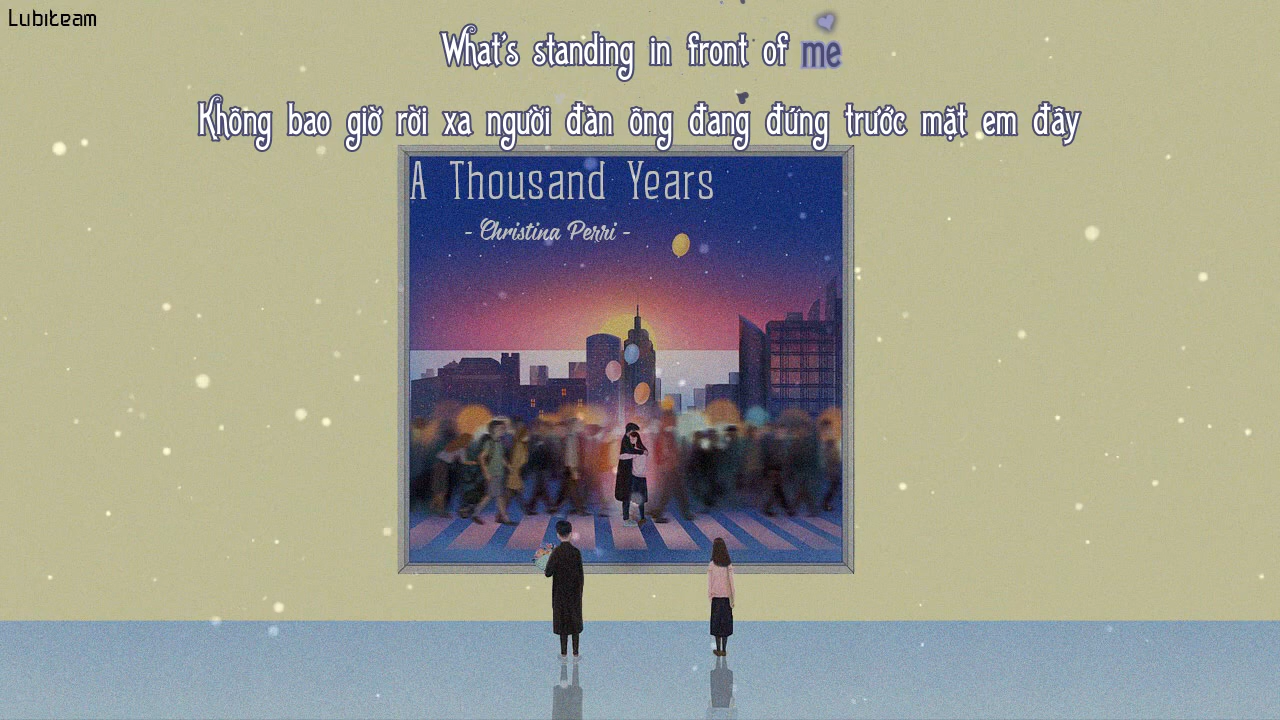 Lubiteam
What's standing in front of me
Không bao giờ rời xa người đàn ông đang đứng trước mặt em đây
A Thousand Years
- Christina Perri -